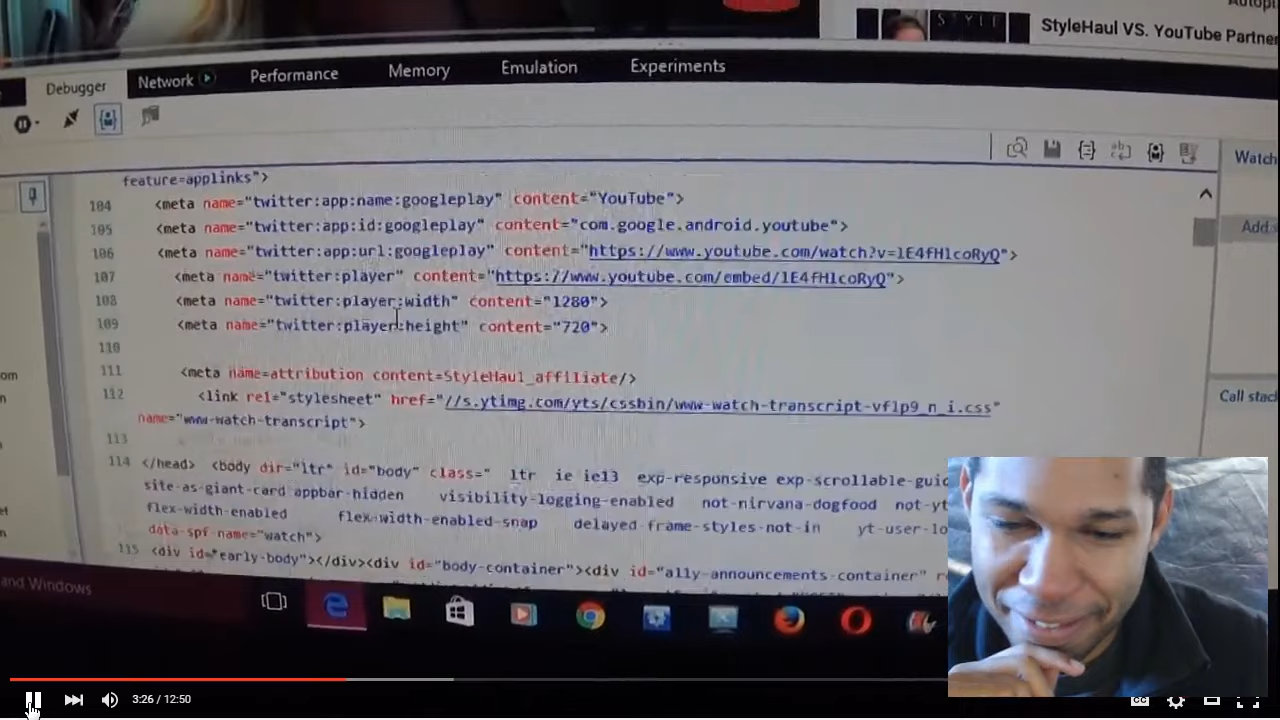 Autopl
STYLE
StyleHaul VS. YouTube Partner
Debugger
Network
Performance
Memory
Emulation
Experiments
Watch
feature=applinks">
104 <meta name="twitter:app:name:googleplay" content="YouTube">
105 <meta name="twitter:app:id:googleplay" content="com.google.android.youtube">
Add
106 <meta name="twitter:app:url:googleplay" content="https://www.youtube.com/watch?v=lE4fHlcoRyQ">
107 <meta name="twitter:player" content="https://www.youtube.com/embed/lE4fHlcoRyQ">
108 <meta name="twitter:player:width" content="1280">
109 <meta name="twitter:player:height" content="720">
110
111 <meta name=attribution content=StyleHaul_affiliate/>
112 <link rel="stylesheet" href="//s.ytimg.com/yts/cssbin/www-watch-transcript-vflp9_n_i.css"
Call stac
name="www-watch-transcript">
113
114 </head> <body dir="ltr" id="body" class=" ltr ie ie13 exp-responsive exp-scrollable-guid
site-as-giant-card appbar-hidden visibility-logging-enabled not-nirvana-dogfood not-yt
flex-width-enabled flex-width-enabled-snap delayed-frame-styles-not-in yt-user-lo
data-spf-name="watch">
115 <div id="early-body"></div><div id="body-container"><div id="a11y-announcements-container" r
and Windows
3:26 / 12:50
CC